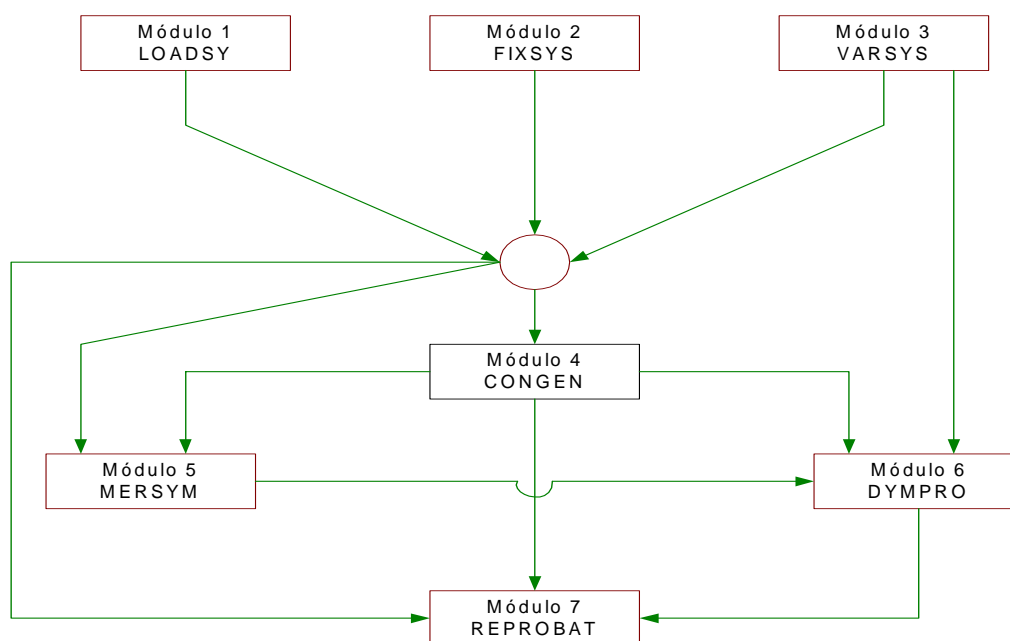 Módulo 1
LOADSY
Módulo 2
FIXSYS
Módulo 3
VARSYS
Módulo 4
CONGEN
Módulo 5
MERSYM
Módulo 6
DYMPRO
Módulo 7
REPROBAT